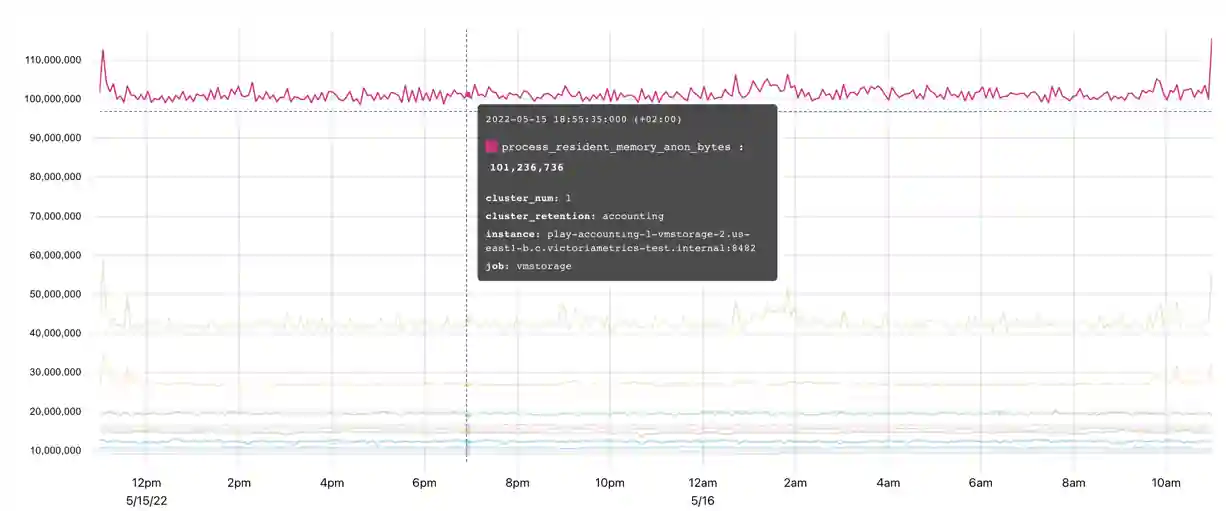 110,000,000
100,000,000
90,000,000
80,000,000
70,000,000
60,000,000
50,000,000
40,000,000
30,000,000
20,000,000
10,000,000
2022-05-15 18:55:35:000 (+02:00)
process_resident_memory_anon_bytes :
101,236,736
cluster_num: 1
cluster_retention: accounting
instance: play-accounting-1-vmstorage-2.us-
east1-b.c.victoriametrics-test.internal:8482
job: vmstorage
12pm 2pm 4pm 6pm 8pm 10pm 12am 2am 4am 6am 8am 10am
5/15/22 5/16